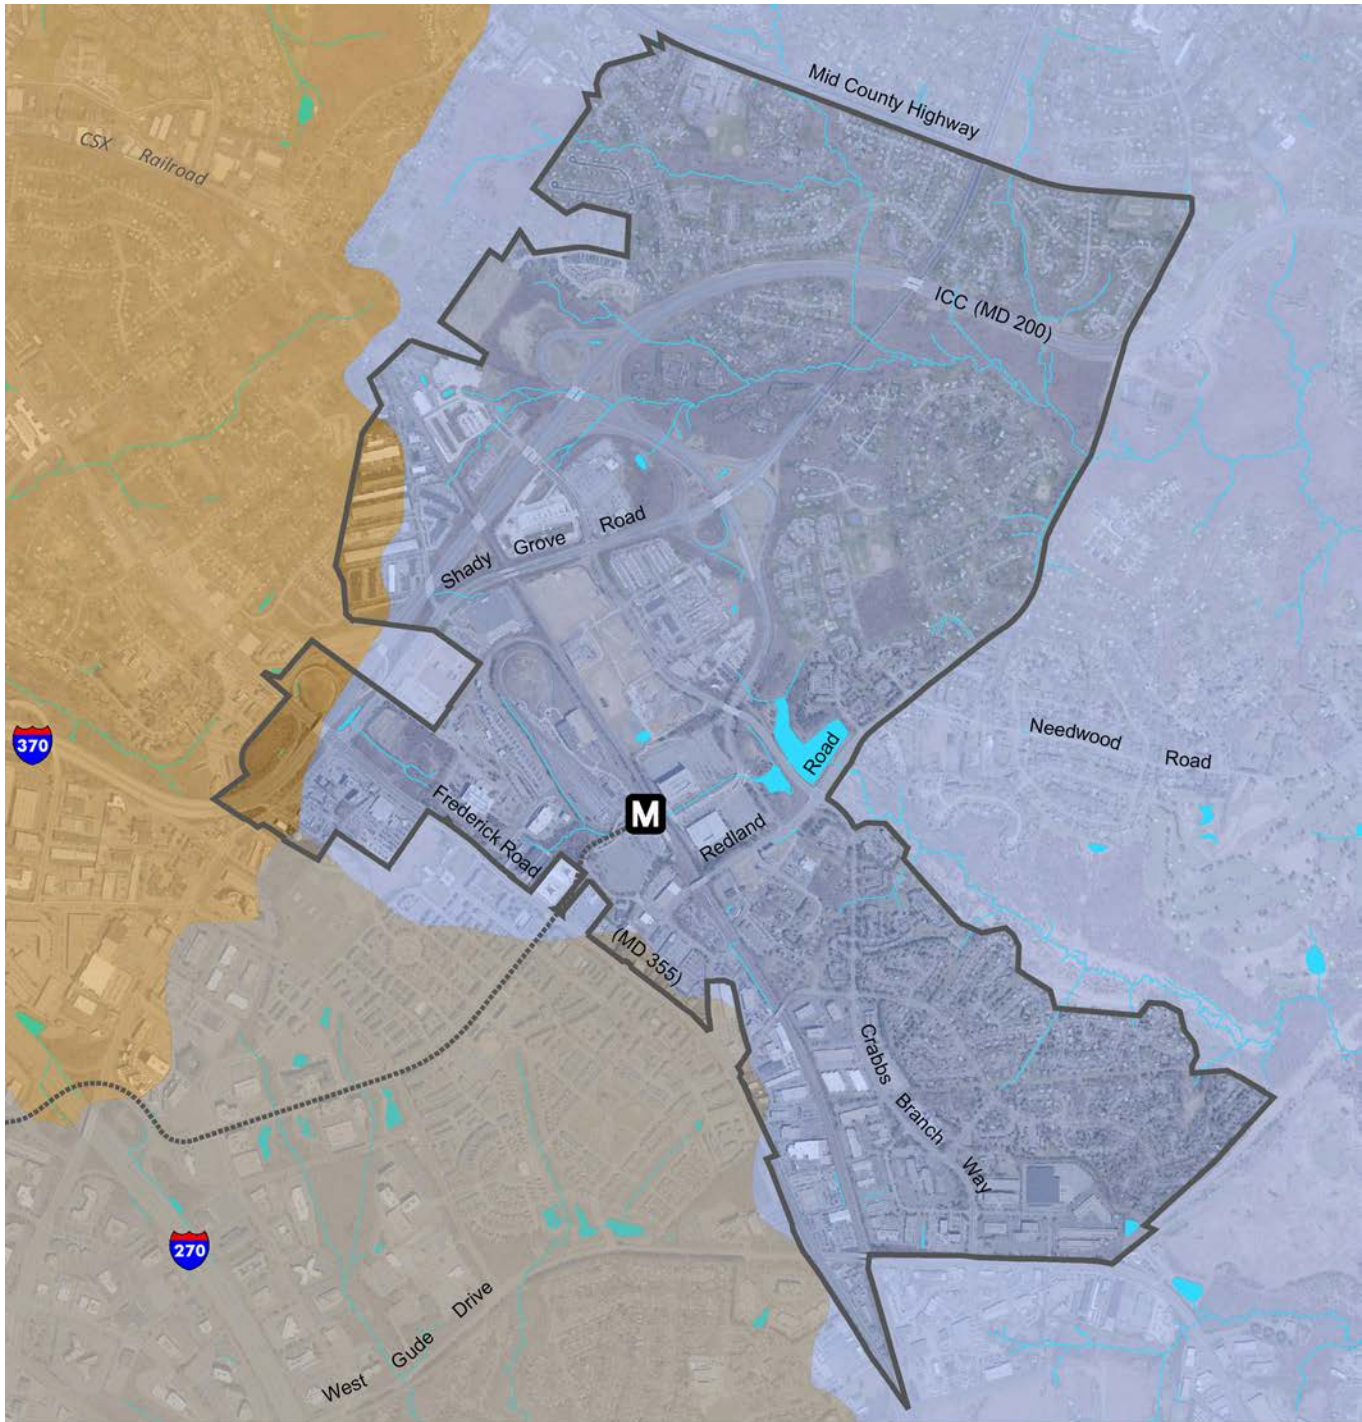 Mid County Highway
CSX Railroad
ICC (MD 200)
Shady Grove Road
370
Needwood Road
Road
Frederick Road
M
Redland
(MD 355)
Crabbs Branch Way
270
West Gude Drive